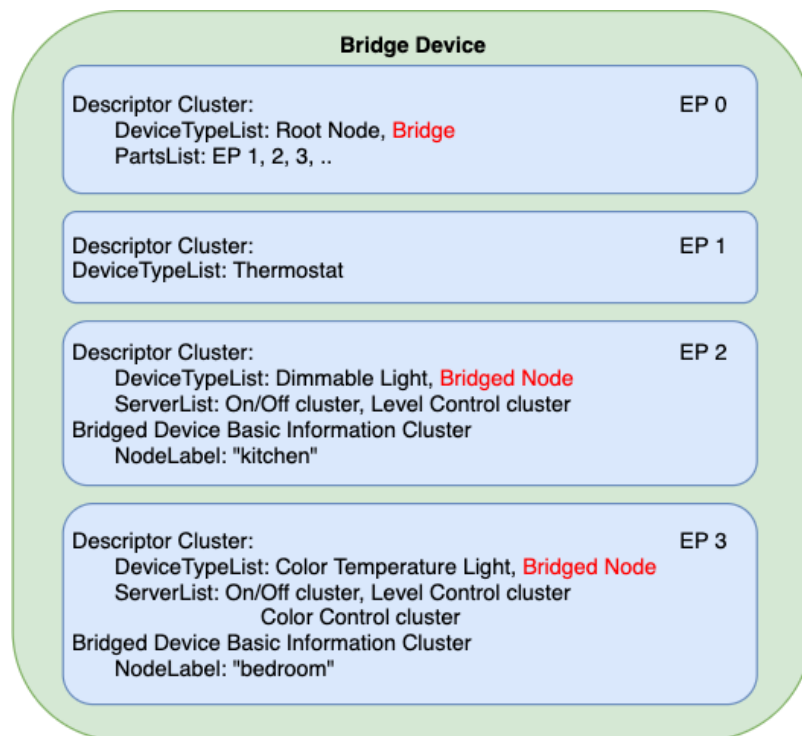 Bridge Device
Descriptor Cluster: EP 0
DeviceTypeList: Root Node, Bridge
PartsList: EP 1, 2, 3, ..
Descriptor Cluster: EP 1
DeviceTypeList: Thermostat
Descriptor Cluster: EP 2
DeviceTypeList: Dimmable Light, Bridged Node
ServerList: On/Off cluster, Level Control cluster
Bridged Device Basic Information Cluster
NodeLabel: "kitchen"
Descriptor Cluster: EP 3
DeviceTypeList: Color Temperature Light, Bridged Node
ServerList: On/Off cluster, Level Control cluster
Color Control cluster
Bridged Device Basic Information Cluster
NodeLabel: "bedroom"